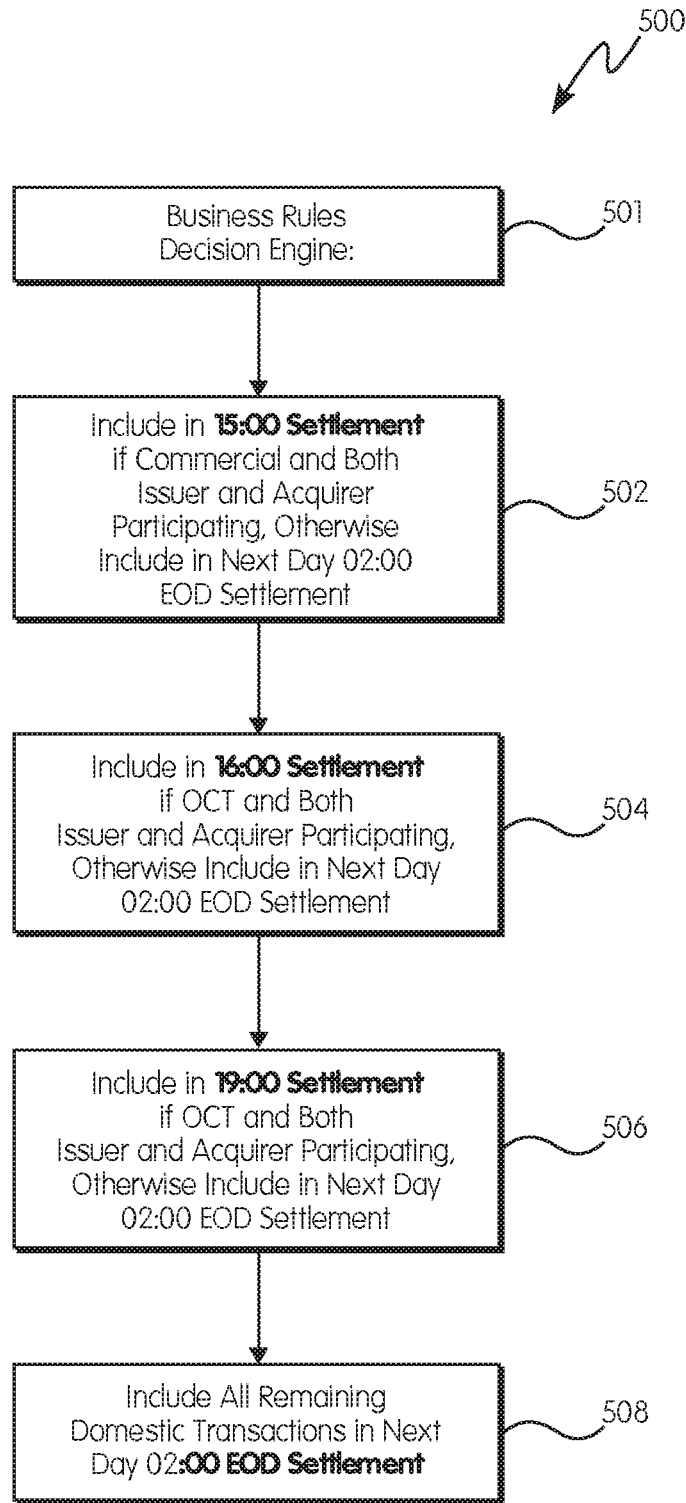 500
Business Rules
Decision Engine:
501
Include in 15:00 Settlement
if Commercial and Both
Issuer and Acquirer
Participating, Otherwise
Include in Next Day 02:00
EOD Settlement
502
Include in 16:00 Settlement
if OCT and Both
Issuer and Acquirer Participating,
Otherwise Include in Next Day
02:00 EOD Settlement
504
Include in 19:00 Settlement
if OCT and Both
Issuer and Acquirer Participating,
Otherwise Include in Next Day
02:00 EOD Settlement
506
Include All Remaining
Domestic Transactions in Next
Day 02:00 EOD Settlement
508